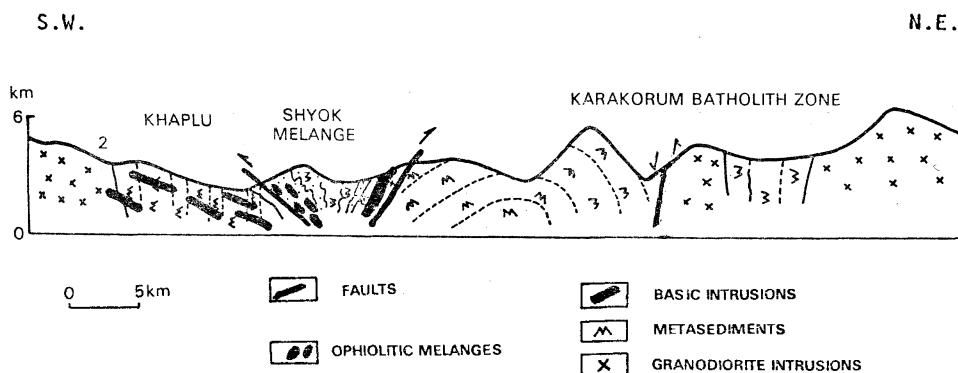 S.W. N.E.
km
6
KARAKORUM BATHOLITH ZONE
KHAPLU
SHYOK
MELANGE
2
0
0 5km
FAULTS
OPHIOLITIC MELANGES
BASIC INTRUSIONS
METASEDIMENTS
GRANODIORITE INTRUSIONS